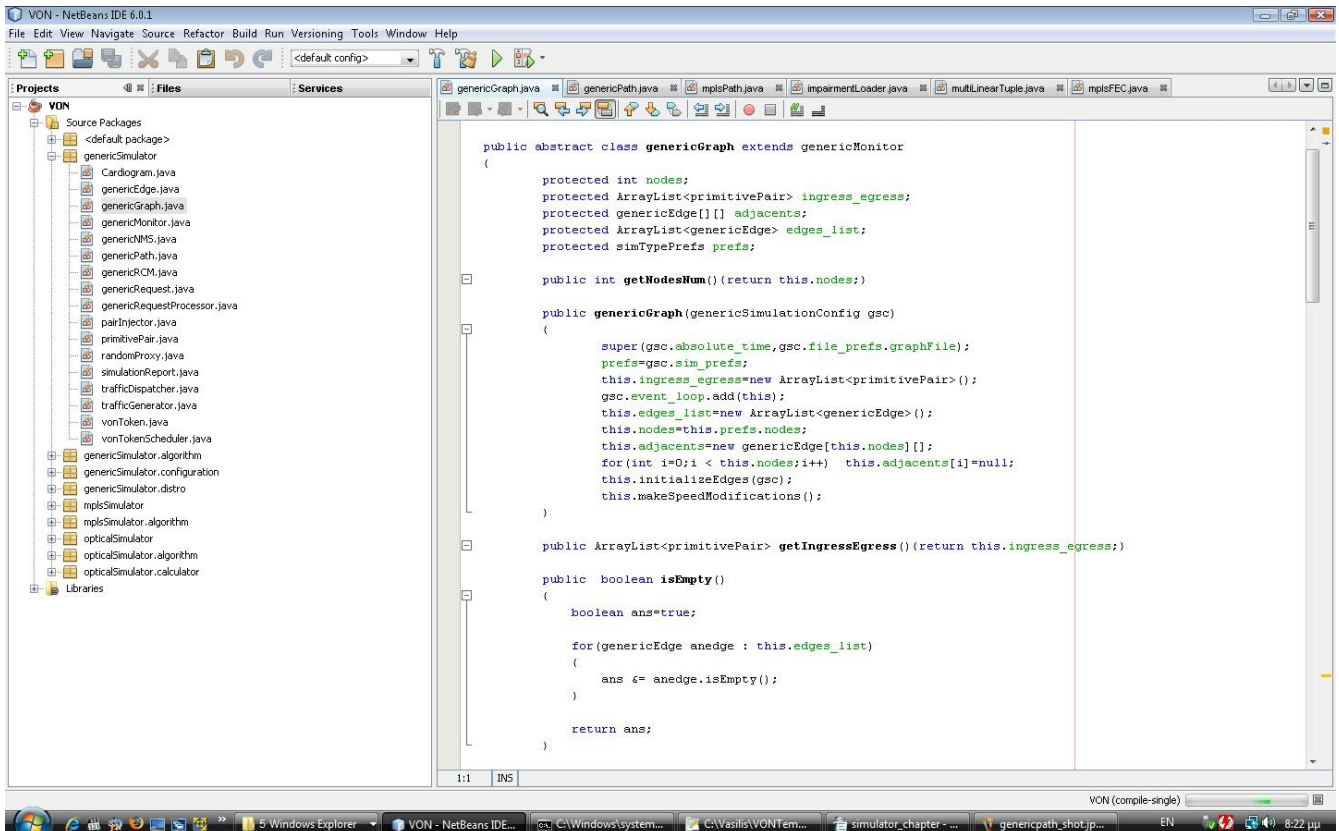 VON - NetBeans IDE 6.0.1
File Edit View Navigate Source Refactor Build Run Versioning Tools Window Help
<default config>
Projects Files Services
VON
Source Packages
<default package>
genericSimulator
Cardiogram.java
genericEdge.java
genericGraph.java
genericMonitor.java
genericNMS.java
genericPath.java
genericRCM.java
genericRequest.java
genericRequestProcessor.java
pairInjector.java
primitivePair.java
randomProxy.java
simulationReport.java
trafficDispatcher.java
trafficGenerator.java
vonToken.java
vonTokenScheduler.java
genericSimulator.algorithm
genericSimulator.configuration
genericSimulator.distro
mplsSimulator
mplsSimulator.algorithm
opticalSimulator
opticalSimulator.algorithm
opticalSimulator.calculator
Libraries
genericGraph.java genericPath.java mplsPath.java impairmentLoader.java multiLinearTuple.java mplsFEC.java
public abstract class genericGraph extends genericMonitor
{
protected int nodes;
protected ArrayList<primitivePair> ingress_egress;
protected genericEdge[][] adjacents;
protected ArrayList<genericEdge> edges_list;
protected simTypePrefs prefs;
public int getNodesNum(){return this.nodes;}
public genericGraph(genericSimulationConfig gsc)
{
super(gsc.absolute_time,gsc.file_prefs.graphFile);
prefs=gsc.sim_prefs;
this.ingress_egress=new ArrayList<primitivePair>();
gsc.event_loop.add(this);
this.edges_list=new ArrayList<genericEdge>();
this.nodes=this.prefs.nodes;
this.adjacents=new genericEdge[this.nodes][];
for(int i=0;i < this.nodes;i++) this.adjacents[i]=null;
this.initializeEdges(gsc);
this.makeSpeedModifications();
}
public ArrayList<primitivePair> getIngressEgress(){return this.ingress_egress;}
public boolean isEmpty()
{
boolean ans=true;
for(genericEdge anedge : this.edges_list)
{
ans &= anedge.isEmpty();
}
return ans;
}
1:1 INS
VON (compile-single)
5 Windows Explorer VON - NetBeans IDE... C:\Windows\system... C:\Vasilis\VONTem... simulator_chapter - ... genericpath_shot.jp... EN 8:22 μμ